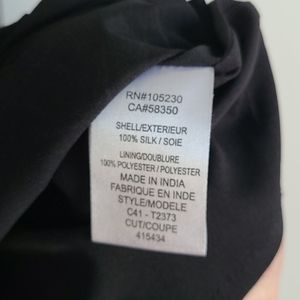 RN#105230
CA#58350
SHELL/EXTERIEUR
100% SILK / SOIE
LINING/DOUBLURE
100% POLYESTER / POLYESTER
MADE IN INDIA
FABRIQUE EN INDE
STYLE/MODELE
C41 - T2373
CUT/COUPE
415434